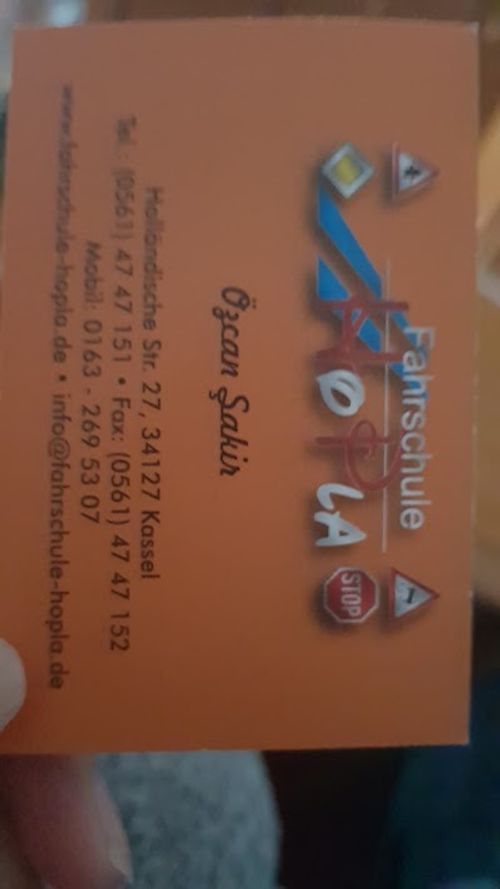 Fahrschule
HOPLA
STOP
Özcan Şakir
Holländische Str. 27, 34127 Kassel
Tel.: (0561) 47 47 151 • Fax: (0561) 47 47 152
Mobil: 0163 - 269 53 07
www.fahrschule-hopla.de • info@fahrschule-hopla.de